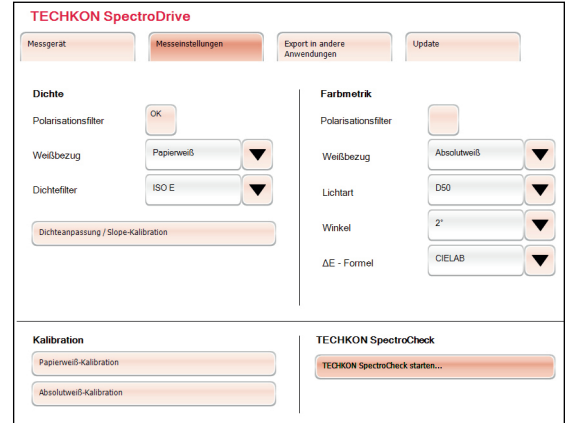 TECHKON SpectroDrive
Messgerät
Messeinstellungen
Export in andere
Anwendungen
Update
Dichte
Polarisationsfilter
OK
Weißbezug
Papierweiß
Dichtefilter
ISO E
Dichteanpassung / Slope-Kalibration
Farbmetrik
Polarisationsfilter
Weißbezug
Absolutweiß
Lichtart
D50
Winkel
2°
ΔE - Formel
CIELAB
Kalibration
Papierweiß-Kalibration
Absolutweiß-Kalibration
TECHKON SpectroCheck
TECHKON SpectroCheck starten...